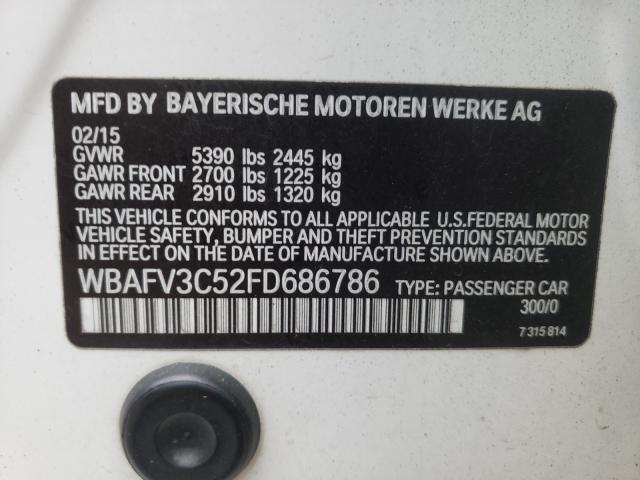 MFD BY BAYERISCHE MOTOREN WERKE AG
02/15
GVWR 5390 lbs 2445 kg
GAWR FRONT 2700 lbs 1225 kg
GAWR REAR 2910 lbs 1320 kg
THIS VEHICLE CONFORMS TO ALL APPLICABLE U.S.FEDERAL MOTOR
VEHICLE SAFETY, BUMPER AND THEFT PREVENTION STANDARDS
IN EFFECT ON THE DATE OF MANUFACTURE SHOWN ABOVE.
WBAFV3C52FD686786 TYPE: PASSENGER CAR
300/0
7 315 814